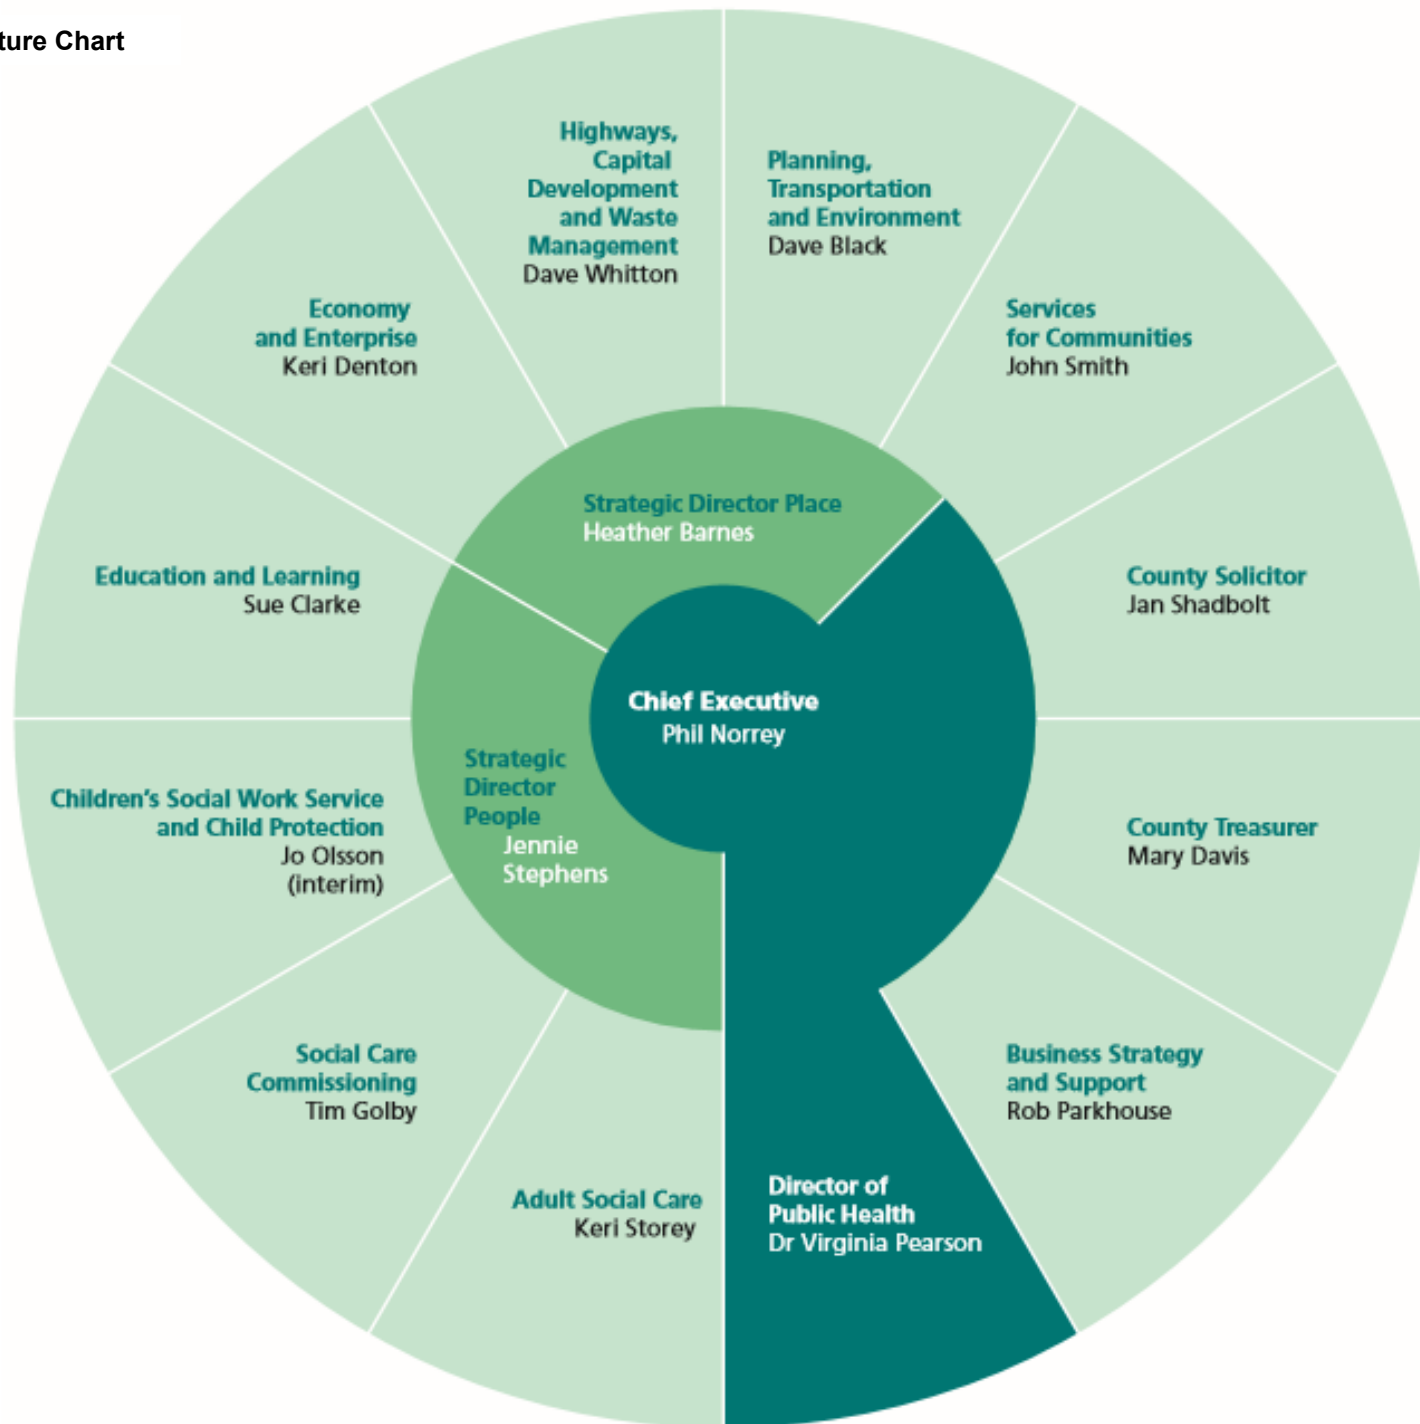 ture Chart
Highways,
Capital
Development
and Waste
Management
Dave Whitton
Planning,
Transportation
and Environment
Dave Black
Services
for Communities
John Smith
County Solicitor
Jan Shadbolt
County Treasurer
Mary Davis
Business Strategy
and Support
Rob Parkhouse
Director of
Public Health
Dr Virginia Pearson
Adult Social Care
Keri Storey
Social Care
Commissioning
Tim Golby
Children's Social Work Service
and Child Protection
Jo Olsson
(interim)
Education and Learning
Sue Clarke
Economy
and Enterprise
Keri Denton
Strategic Director Place
Heather Barnes
Strategic
Director
People
Jennie
Stephens
Chief Executive
Phil Norrey